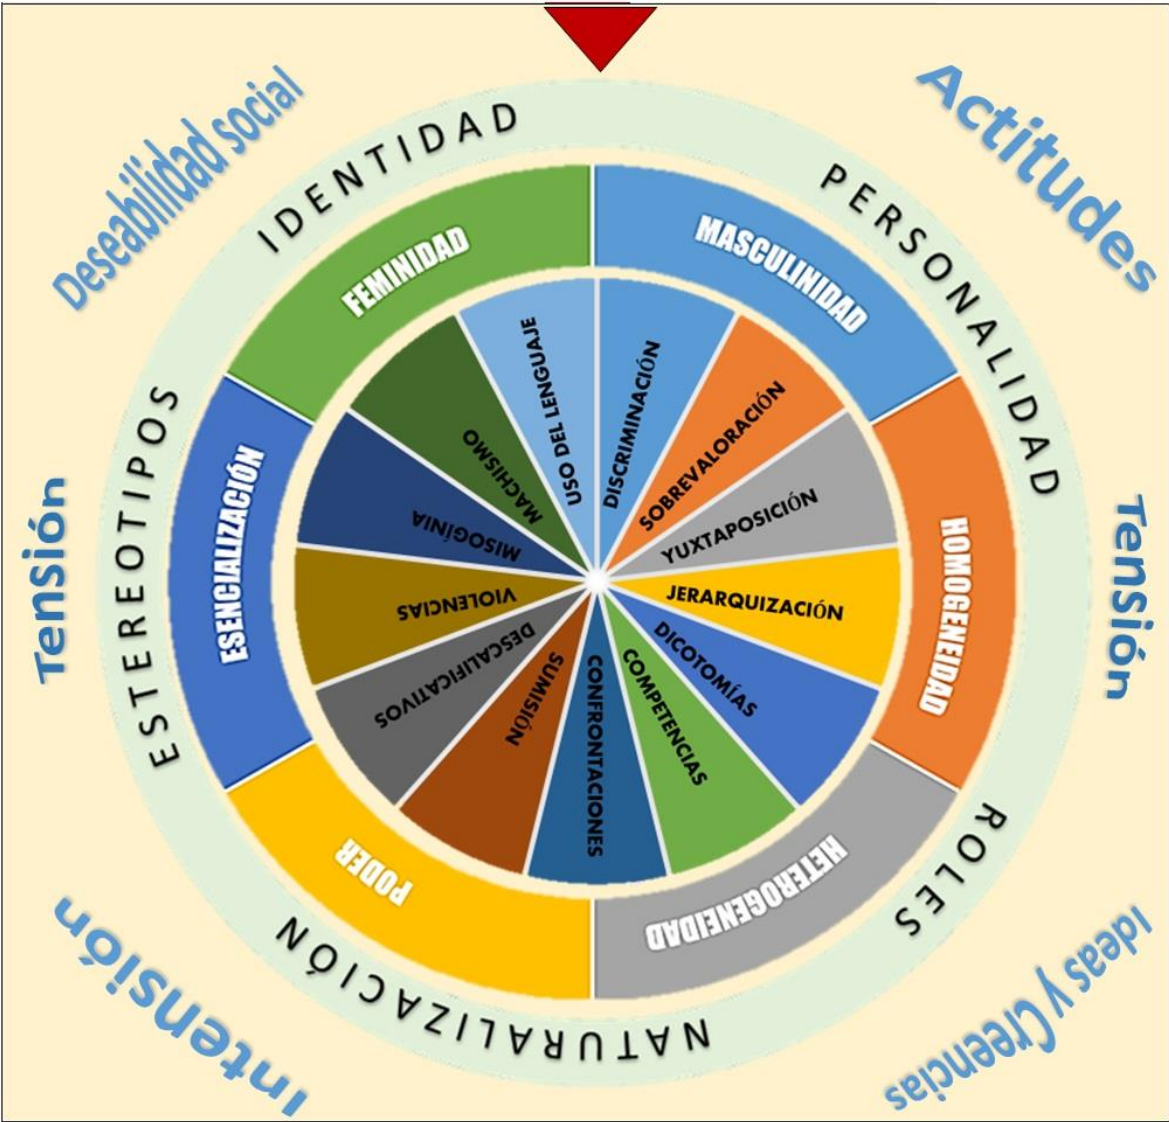 Deseabilidad social
Actitudes
Tensión
Ideas y Creencias
Intensión
Tensión
IDENTIDAD
PERSONALIDAD
ROLES
NATURALIZACIÓN
ESTEREOTIPOS
FEMINIDAD
MASCULINIDAD
HOMOGENEIDAD
HETEROGENEIDAD
PODER
ESENCIALIZACIÓN
USO DEL LENGUAJE
DISCRIMINACIÓN
SOBREVALORACIÓN
YUXTAPOSICIÓN
JERARQUIZACIÓN
DICOTOMÍAS
COMPETENCIAS
CONFRONTACIONES
SUMISIÓN
DESCALIFICATIVOS
VIOLENCIAS
MISOGÍNIA
MACHISMO